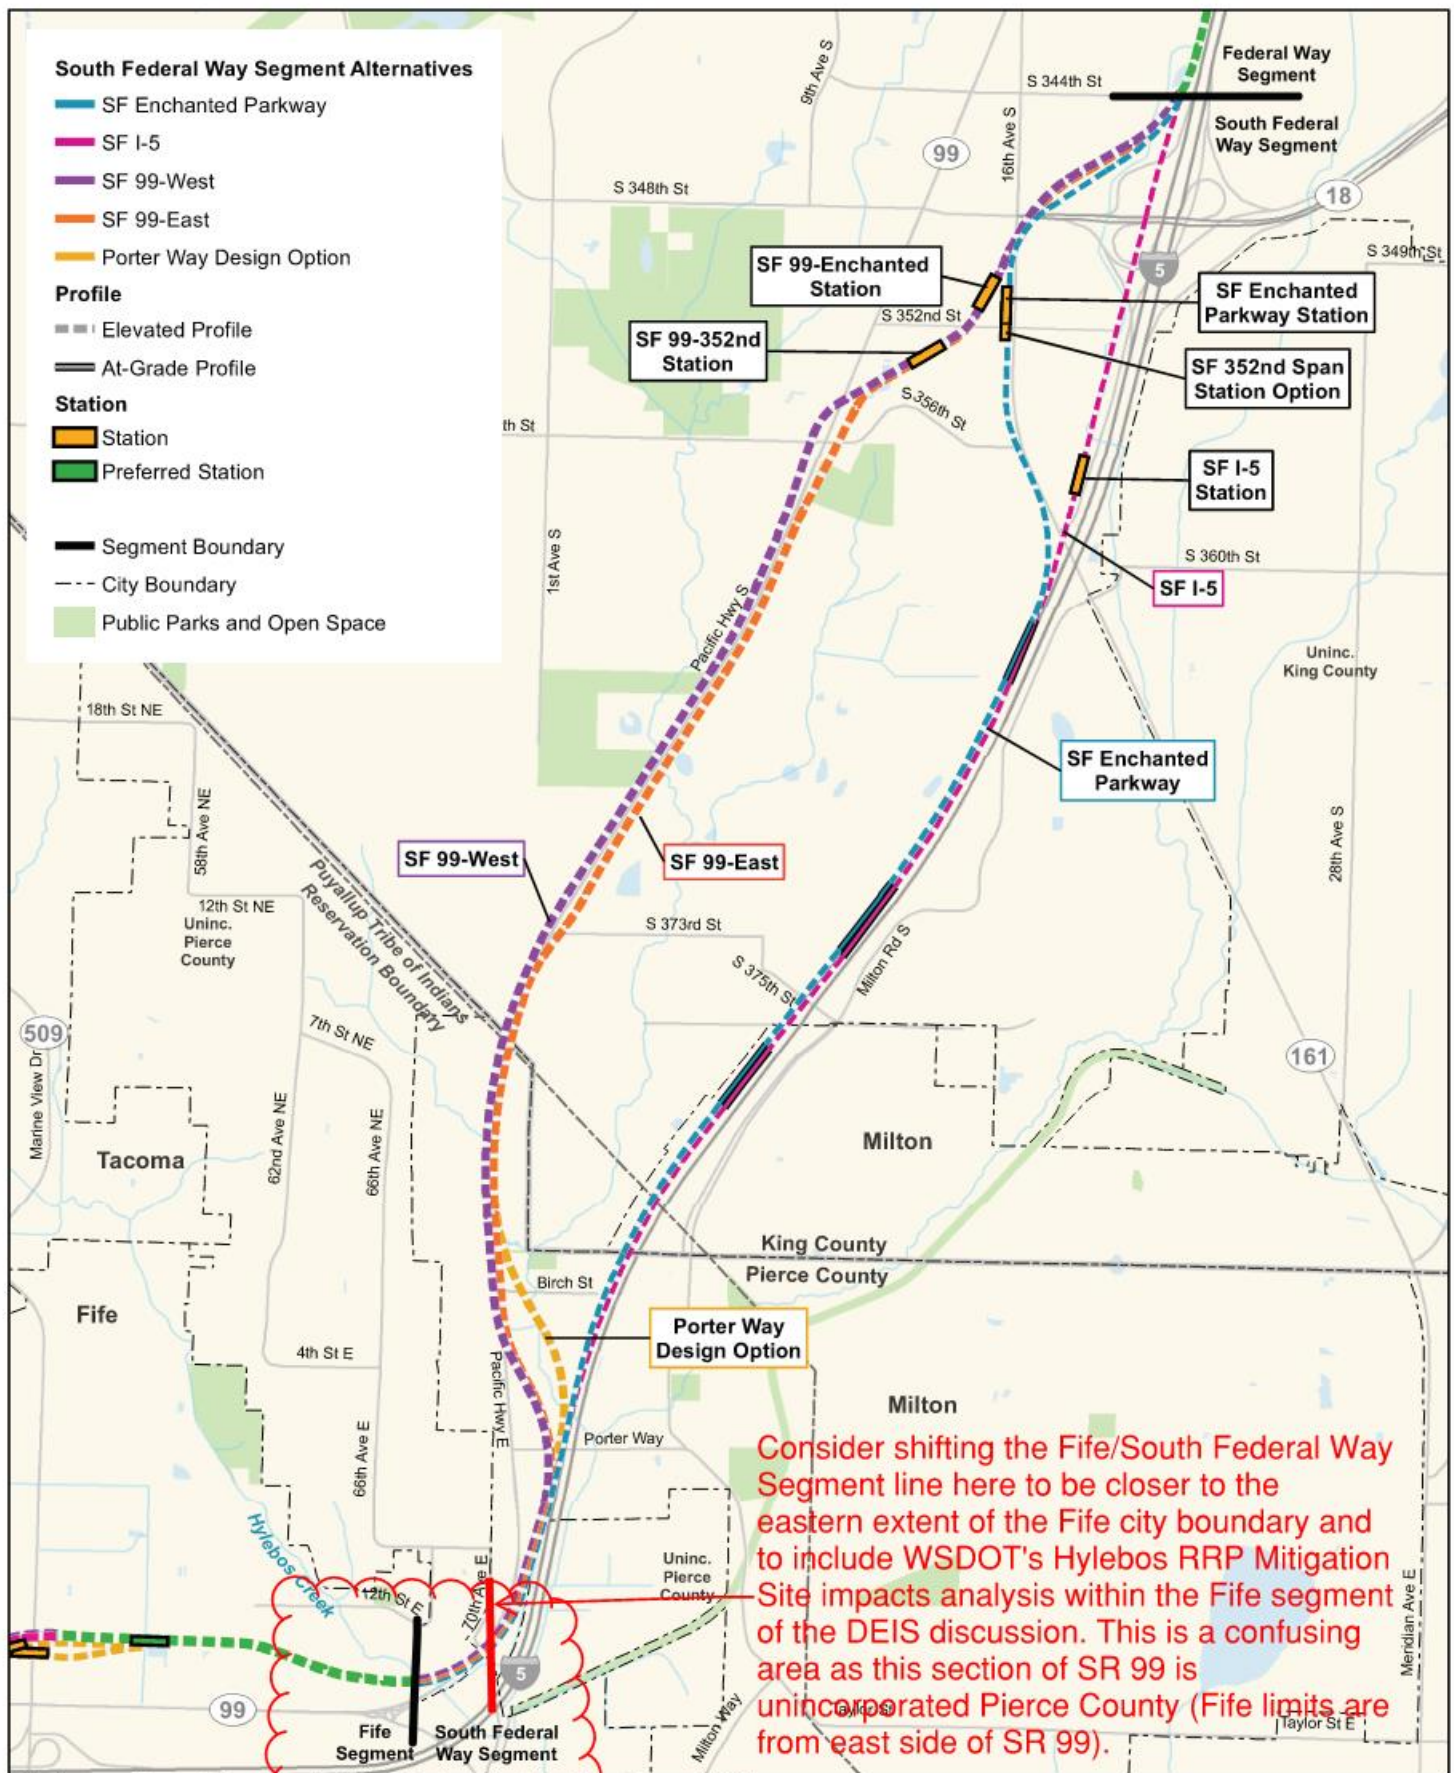 South Federal Way Segment Alternatives
SF Enchanted Parkway
SF I-5
SF 99-West
SF 99-East
Porter Way Design Option
Profile
Elevated Profile
At-Grade Profile
Station
Station
Preferred Station
Segment Boundary
City Boundary
Public Parks and Open Space
Federal Way
Segment
S 344th St
9th Ave S
South Federal
Way Segment
99
16th Ave S
S 348th St
18
S 349th St
5
SF 99-Enchanted
Station
SF Enchanted
Parkway Station
S 352nd St
SF 99-352nd
Station
SF 352nd Span
Station Option
S 356th St
th St
SF I-5
Station
1st Ave S
S 360th St
SF I-5
Pacific Hwy S
Uninc.
King County
18th St NE
SF Enchanted
Parkway
58th Ave NE
28th Ave S
SF 99-West
SF 99-East
Puyallup Tribe of Indians
Reservation Boundary
12th St NE
Uninc.
Pierce
County
S 373rd St
S 375th St
Milton Rd S
509
7th St NE
161
Marine View Dr
62nd Ave NE
66th Ave NE
Tacoma
Milton
King County
Pierce County
Birch St
Fife
Porter Way
Design Option
4th St E
Pacific Hwy E
Milton
66th Ave E
Porter Way
Consider shifting the Fife/South Federal Way
Segment line here to be closer to the
eastern extent of the Fife city boundary and
to include WSDOT's Hylebos RRP Mitigation
Site impacts analysis within the Fife segment
of the DEIS discussion. This is a confusing
area as this section of SR 99 is
unincorporated Pierce County (Fife limits are
from east side of SR 99).
Hylebos Creek
Uninc.
Pierce
County
12th St E
70th Ave E
Meridian Ave E
5
99
Fife
Segment
South Federal
Way Segment
Milton Way
Taylor St
Taylor St E